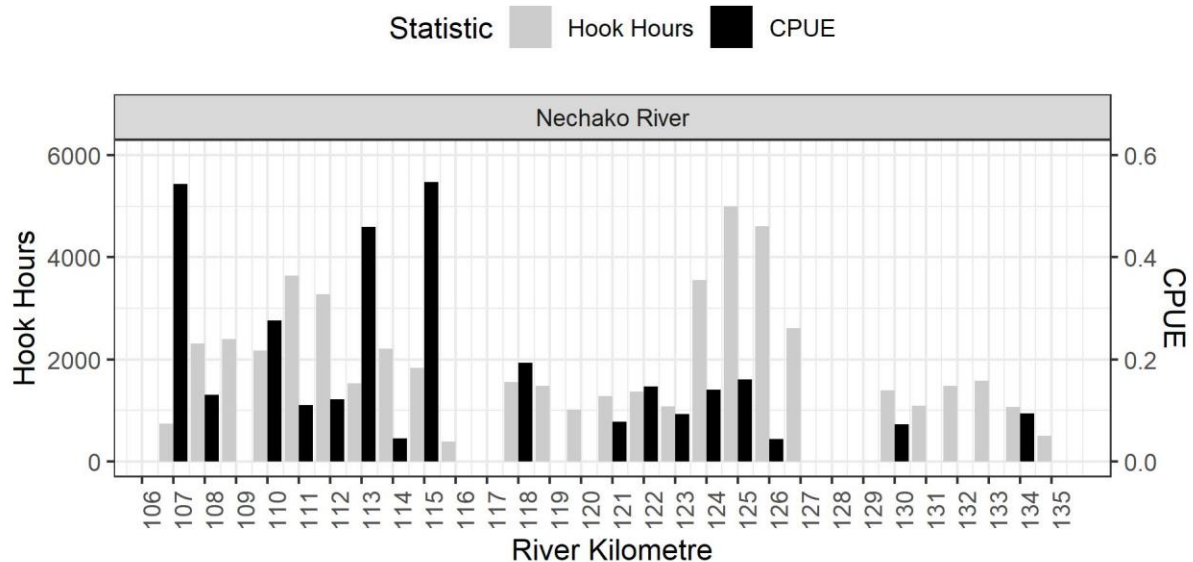 Statistic Hook Hours CPUE
Nechako River
6000 0.6
4000 0.4
2000 0.2
0 0.0
Hook Hours
CPUE
106 107 108 109 110 111 112 113 114 115 116 117 118 119 120 121 122 123 124 125 126 127 128 129 130 131 132 133 134 135
River Kilometre